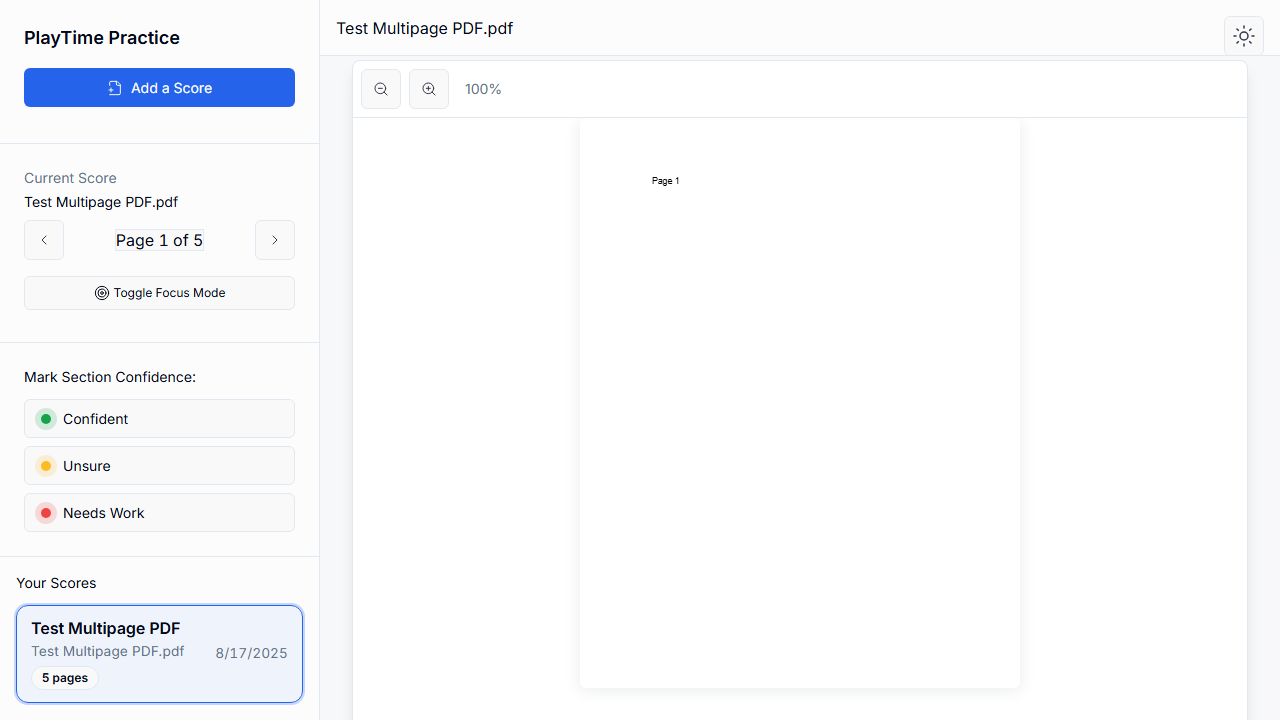 PlayTime Practice
Add a Score
Current Score
Test Multipage PDF.pdf
Page 1 of 5
Toggle Focus Mode
Mark Section Confidence:
Confident
Unsure
Needs Work
Your Scores
Test Multipage PDF
Test Multipage PDF.pdf
8/17/2025
5 pages
Test Multipage PDF.pdf
100%
Page 1